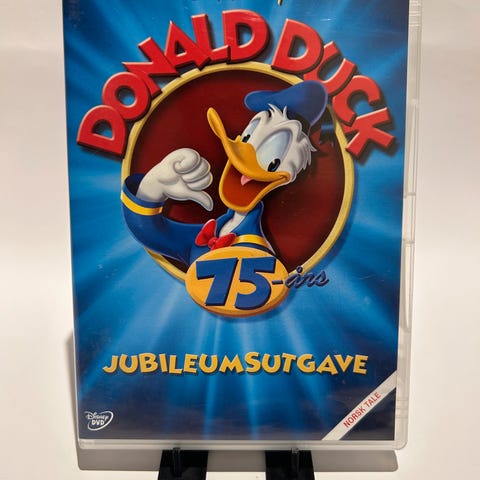 DONALD DUCK
75-års
JUBILEUMSUTGAVE
NORSK TALE
Disney
DVD